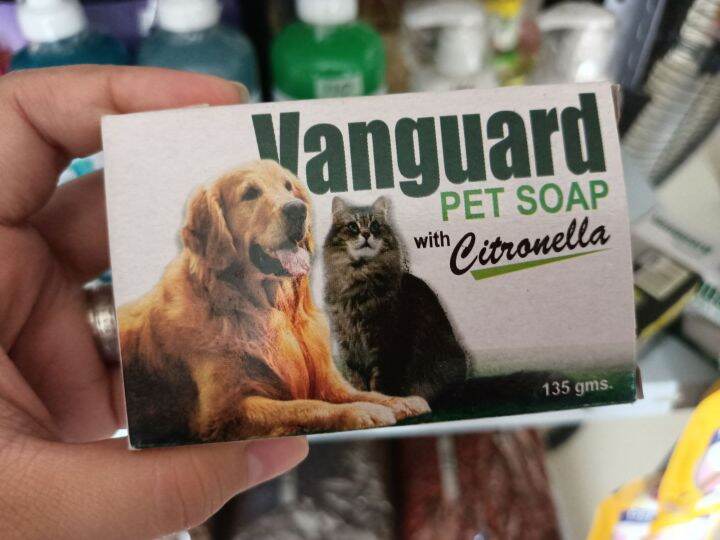 Vanguard
PET SOAP
with Citronella
135 gms.